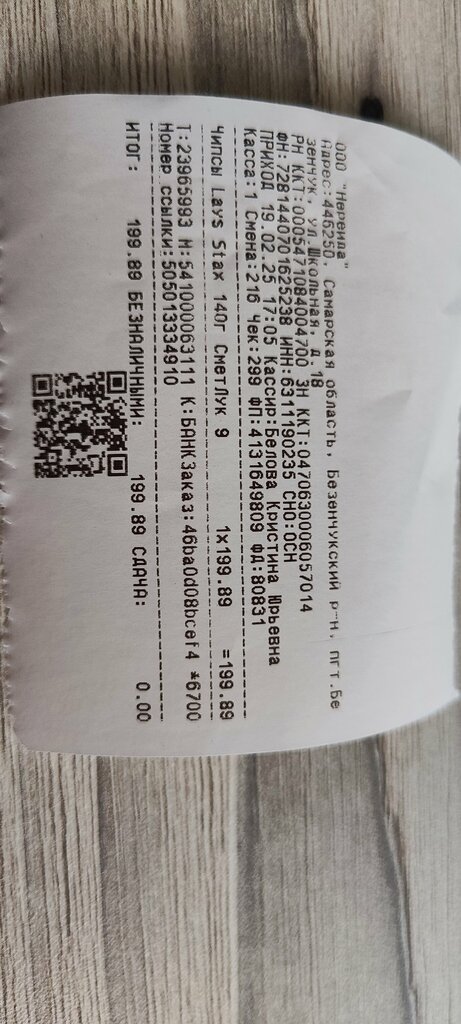 ООО "Нереида"
Адрес:446250, Самарская область, Безенчукский р-н, пгт.Бе
зенчук, ул.Школьная, д.18
РН ККТ:0005471084004700 ЗН ККТ:0470630006057014
ФН:7281440701625238 ИНН:6311190235 СНО:ОСН
ПРИХОД 19.02.25 17:05 Кассир:Белова Кристина Юрьевна
Касса:1 Смена:216 Чек:299 ФП:4131649809 ФД:80831
Чипсы Lays Stax 140г СметЛук 9 1x199.89 =199.89
Т:23965993 М:541000063111 К:БАНКЗаказ:46ba0d08bcef4 *6700
Номер ссылки:505013334910
ИТОГ: 199.89 БЕЗНАЛИЧНЫМИ: 199.89 СДАЧА: 0.00